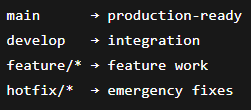 main      → production-ready
develop   → integration
feature/* → feature work
hotfix/*  → emergency fixes